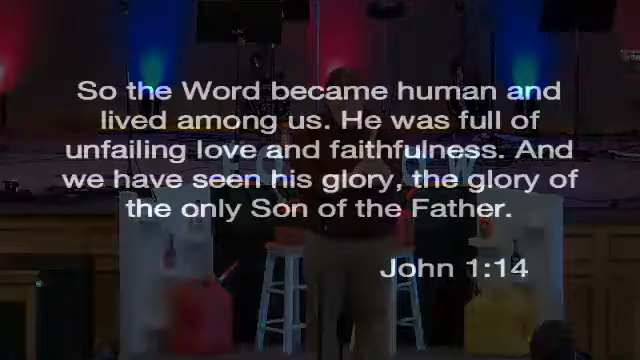 So the Word became human and
lived among us. He was full of
unfailing love and faithfulness. And
we have seen his glory, the glory of
the only Son of the Father.
John 1:14